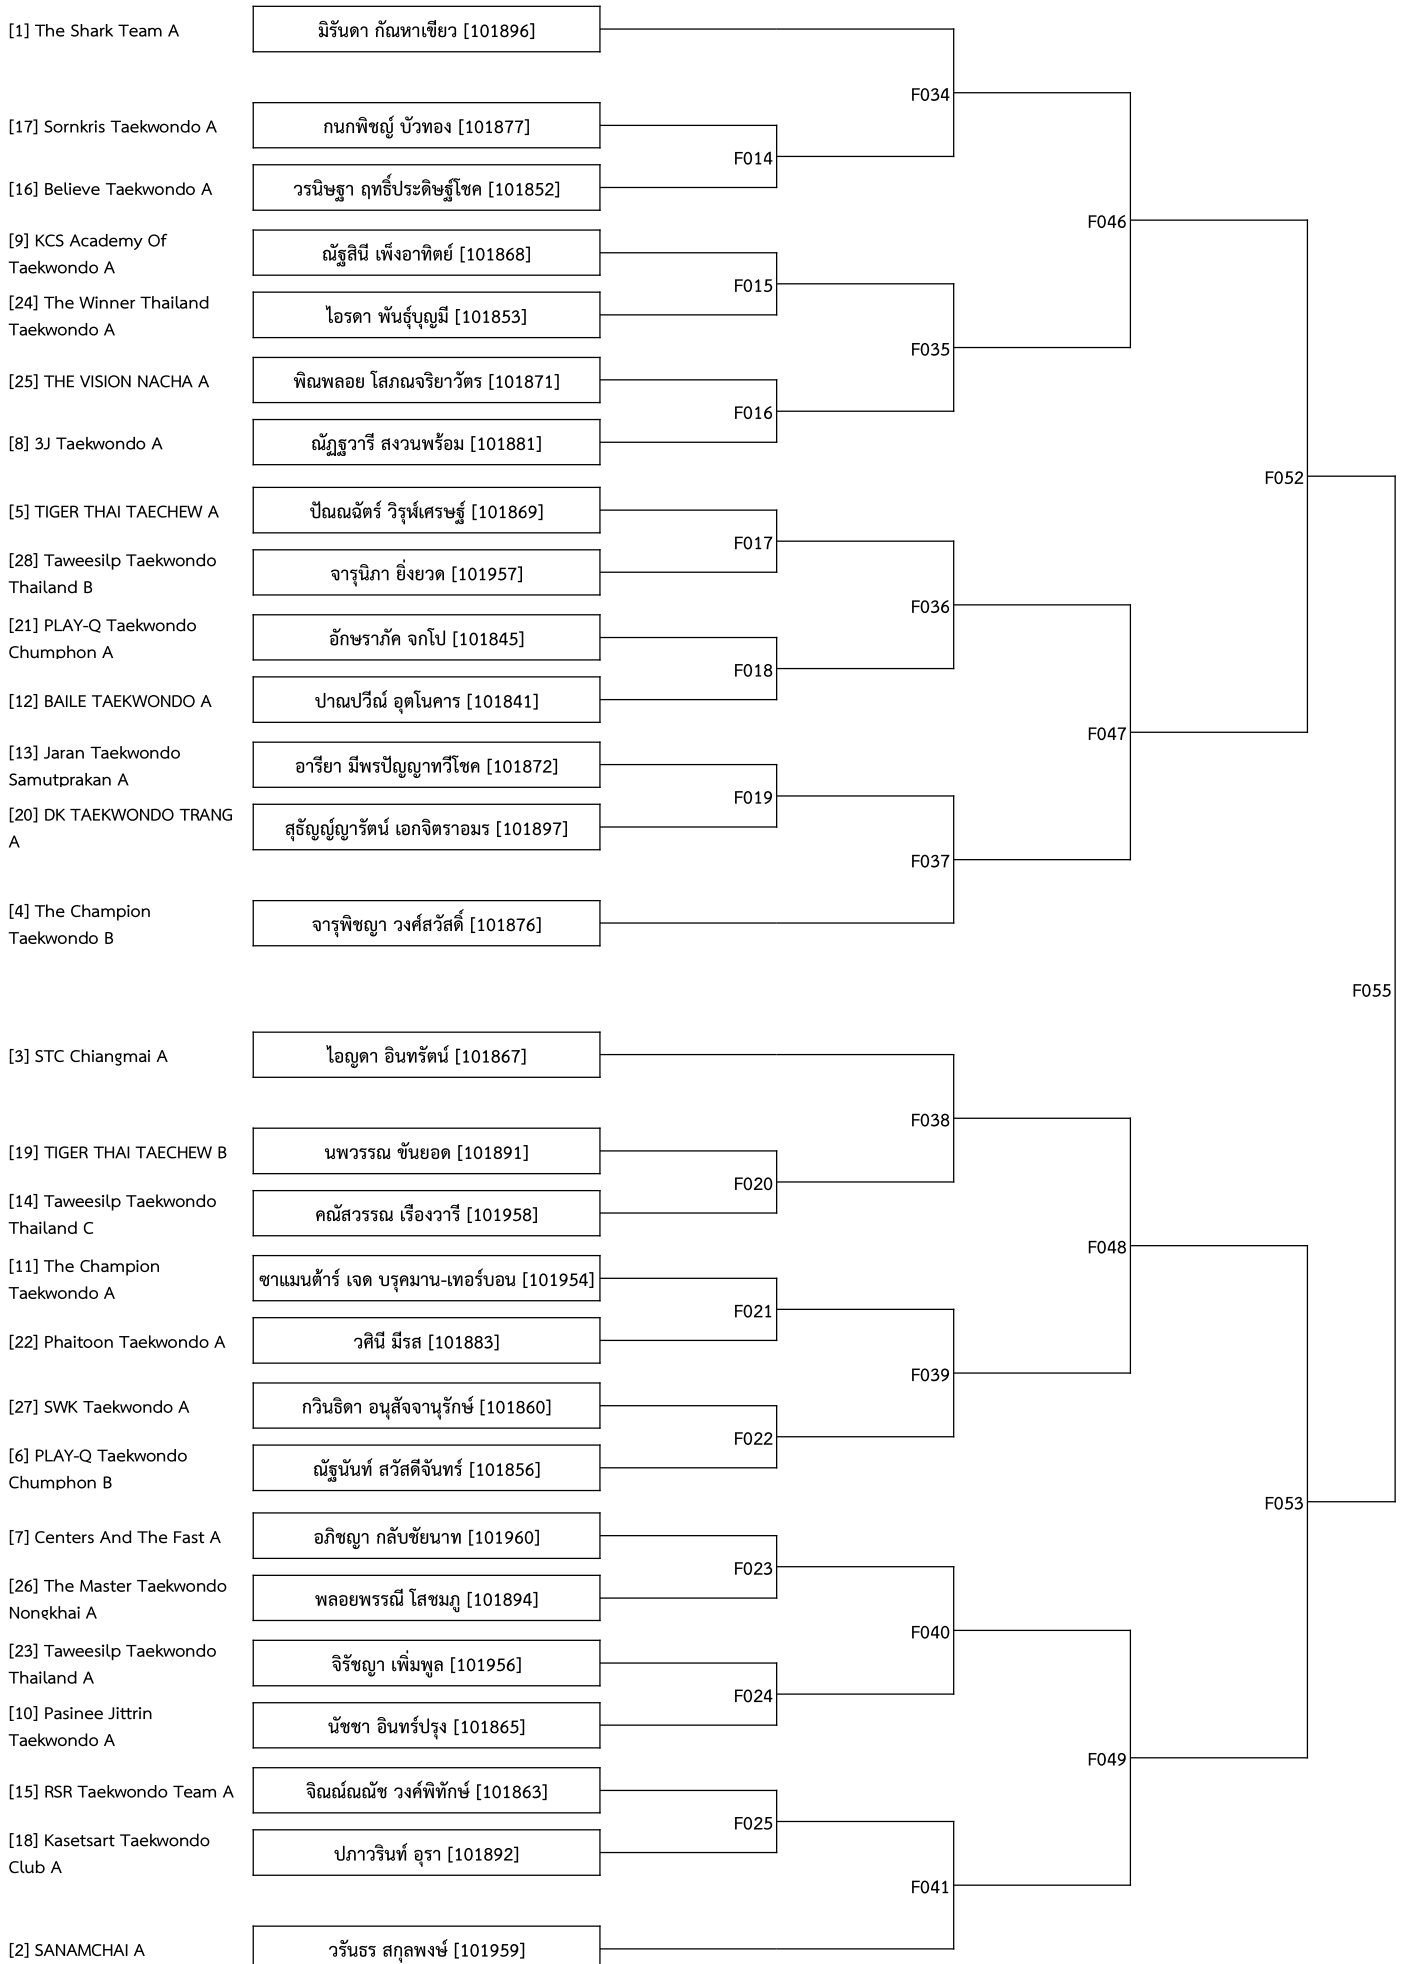 [1] The Shark Team A
มิรันดา กัณหาเขียว [101896]
F034
[17] Sornkris Taekwondo A
กนกพิชญ์ บัวทอง [101877]
F014
[16] Believe Taekwondo A
วรนิษฐา ฤทธิ์ประดิษฐ์โชค [101852]
F046
[9] KCS Academy Of
Taekwondo A
ณัฐสินี เพ็งอาทิตย์ [101868]
F015
[24] The Winner Thailand
Taekwondo A
ไอรดา พันธุ์บุญมี [101853]
F035
[25] THE VISION NACHA A
พิณพลอย โสภณจริยาวัตร [101871]
F016
[8] 3J Taekwondo A
ณัฏฐวารี สงวนพร้อม [101881]
F052
[5] TIGER THAI TAECHEW A
ปัณณฉัตร์ วิรุฬ์เศรษฐ์ [101869]
F017
[28] Taweesilp Taekwondo
Thailand B
จารุนิภา ยิ่งยวด [101957]
F036
[21] PLAY-Q Taekwondo
Chumphon A
อักษราภัค จกโป [101845]
F018
[12] BAILE TAEKWONDO A
ปาณปวีณ์ อุตโนคาร [101841]
F047
[13] Jaran Taekwondo
Samutprakan A
อารียา มีพรปัญญาทวีโชค [101872]
F019
[20] DK TAEKWONDO TRANG
A
สุธัญญ์ญารัตน์ เอกจิตราอมร [101897]
F037
[4] The Champion
Taekwondo B
จารุพิชญา วงศ์สวัสดิ์ [101876]
F055
[3] STC Chiangmai A
ไอญดา อินทรัตน์ [101867]
F038
[19] TIGER THAI TAECHEW B
นพวรรณ ขันยอด [101891]
F020
[14] Taweesilp Taekwondo
Thailand C
คณัสวรรณ เรืองวารี [101958]
F048
[11] The Champion
Taekwondo A
ซาแมนต้าร์ เจด บรุคมาน-เทอร์บอน [101954]
F021
[22] Phaitoon Taekwondo A
วศินี มีรส [101883]
F039
[27] SWK Taekwondo A
กวินธิดา อนุสัจจานุรักษ์ [101860]
F022
[6] PLAY-Q Taekwondo
Chumphon B
ณัฐนันท์ สวัสดีจันทร์ [101856]
F053
[7] Centers And The Fast A
อภิชญา กลับชัยนาท [101960]
F023
[26] The Master Taekwondo
Nongkhai A
พลอยพรรณี โสชมภู [101894]
F040
[23] Taweesilp Taekwondo
Thailand A
จิรัชญา เพิ่มพูล [101956]
F024
[10] Pasinee Jittrin
Taekwondo A
นัชชา อินทร์ปรุง [101865]
F049
[15] RSR Taekwondo Team A
จิณณ์ณณัช วงค์พิทักษ์ [101863]
F025
[18] Kasetsart Taekwondo
Club A
ปภาวรินท์ อุรา [101892]
F041
[2] SANAMCHAI A
วรันธร สกุลพงษ์ [101959]